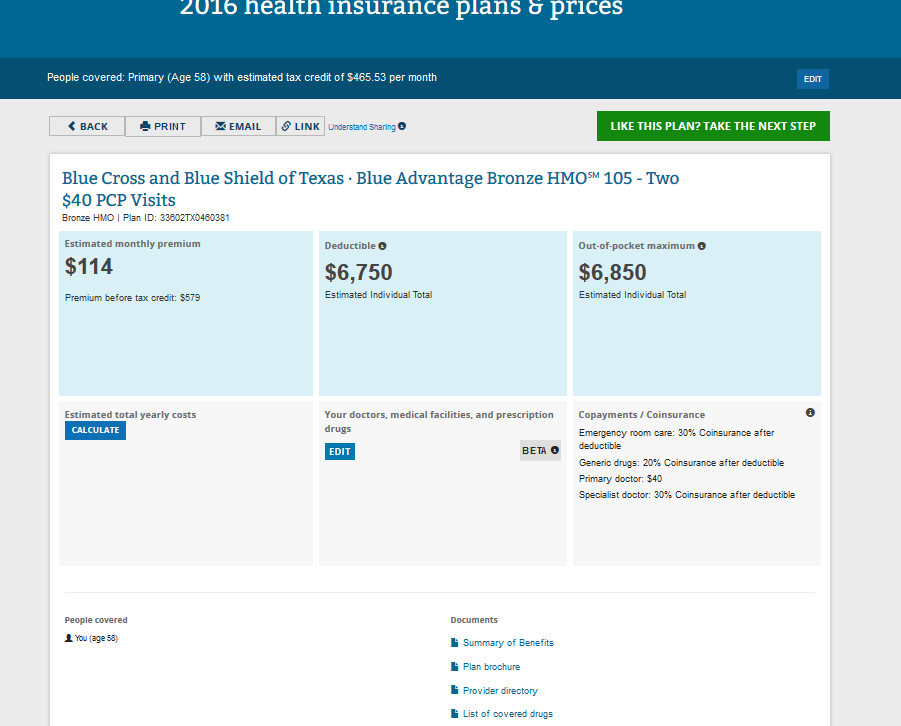 2016 health insurance plans & prices
People covered: Primary (Age 58) with estimated tax credit of $465.53 per month
EDIT
BACK
PRINT
EMAIL
LINK
Understand Sharing
LIKE THIS PLAN? TAKE THE NEXT STEP
Blue Cross and Blue Shield of Texas · Blue Advantage Bronze HMO℠ 105 - Two
$40 PCP Visits
Bronze HMO | Plan ID: 33602TX0460381
Estimated monthly premium
$114
Premium before tax credit: $579
Deductible
$6,750
Estimated Individual Total
Out-of-pocket maximum
$6,850
Estimated Individual Total
Estimated total yearly costs
CALCULATE
Your doctors, medical facilities, and prescription
drugs
EDIT
BETA
Copayments / Coinsurance
Emergency room care: 30% Coinsurance after
deductible
Generic drugs: 20% Coinsurance after deductible
Primary doctor: $40
Specialist doctor: 30% Coinsurance after deductible
People covered
You (age 58)
Documents
Summary of Benefits
Plan brochure
Provider directory
List of covered drugs